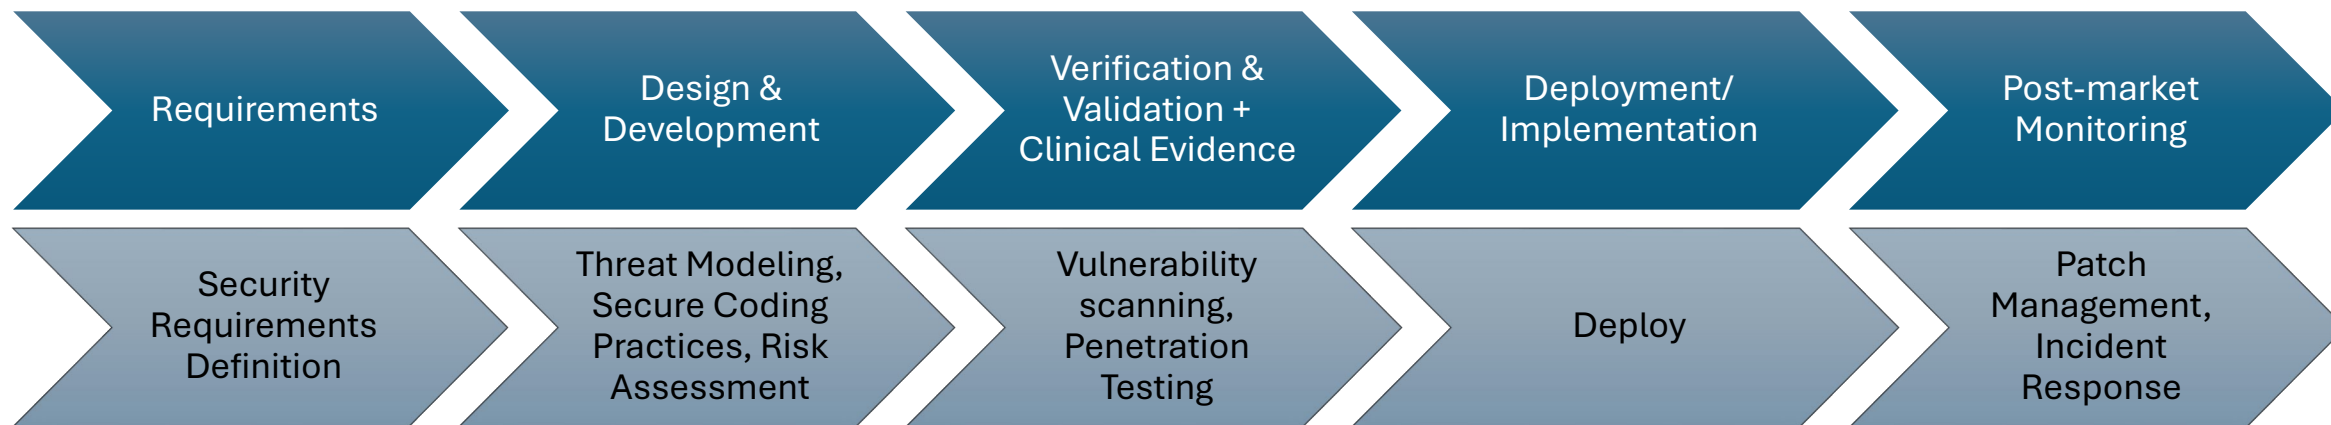 Requirements
Design &
Development
Verification &
Validation +
Clinical Evidence
Deployment/
Implementation
Post-market
Monitoring
Security
Requirements
Definition
Threat Modeling,
Secure Coding
Practices, Risk
Assessment
Vulnerability
scanning,
Penetration
Testing
Deploy
Patch
Management,
Incident
Response